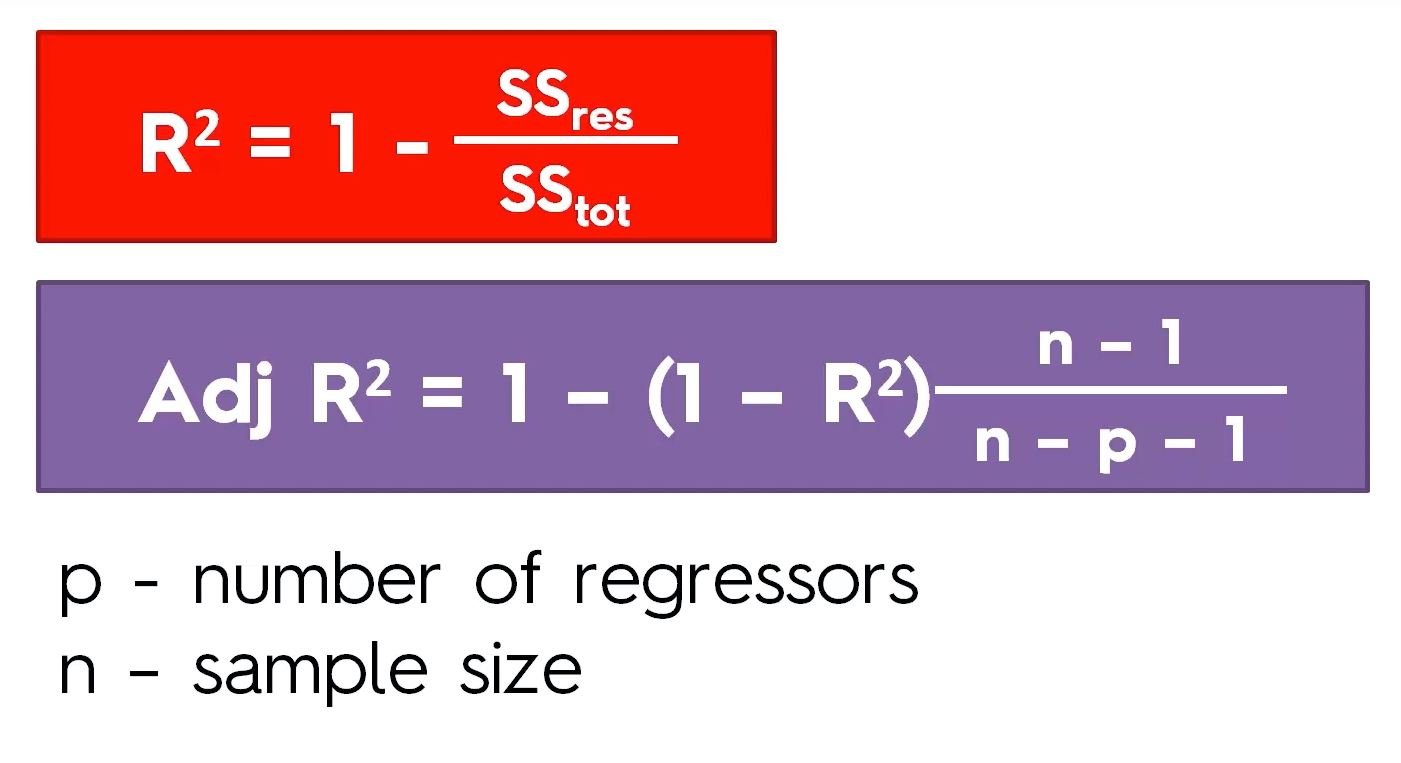 R² = 1 - SSres / SStot
Adj R² = 1 – (1 – R²) n – 1 / n – p – 1
p - number of regressors
n – sample size